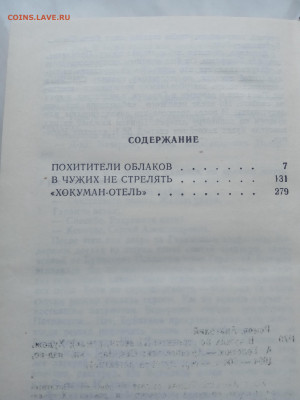 COINS.LAVE.RU
СОДЕРЖАНИЕ
ПОХИТИТЕЛИ ОБЛАКОВ . . . . . . . 7
В ЧУЖИХ НЕ СТРЕЛЯТЬ . . . . . . 131
«ХОКУМАН-ОТЕЛЬ» . . . . . . . . 279